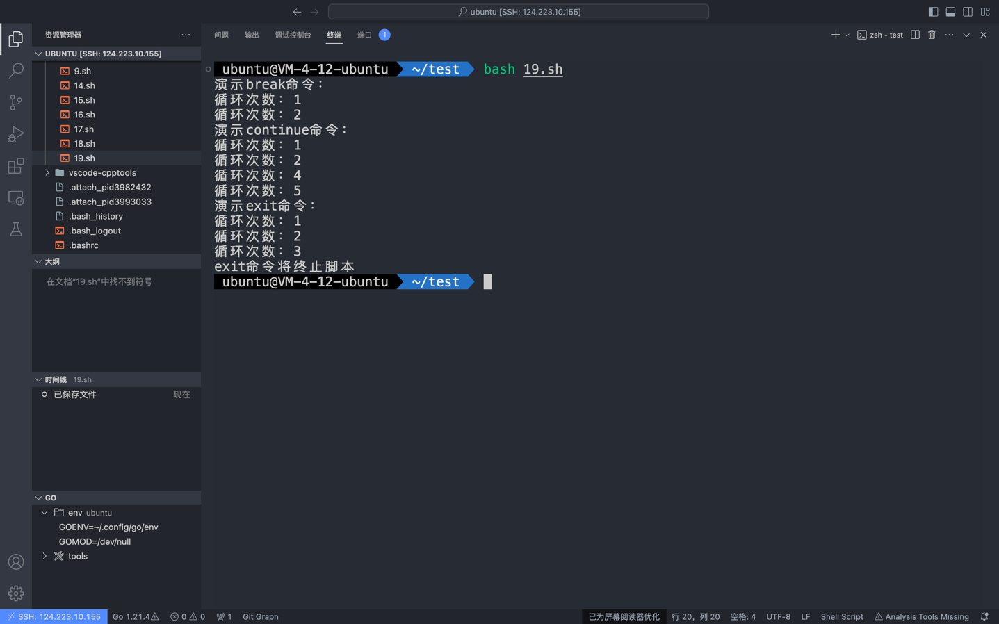 ubuntu [SSH: 124.223.10.155]
资源管理器
UBUNTU [SSH: 124.223.10.155]
9.sh
14.sh
15.sh
16.sh
17.sh
18.sh
19.sh
vscode-cpptools
.attach_pid3982432
.attach_pid3993033
.bash_history
.bash_logout
.bashrc
大纲
在文档“19.sh”中找不到符号
时间线 19.sh
已保存文件 现在
GO
env ubuntu
GOENV=~/.config/go/env
GOMOD=/dev/null
tools
问题 输出 调试控制台 终端 端口 1
zsh - test
ubuntu@VM-4-12-ubuntu ~/test bash 19.sh
演示break命令：
循环次数：1
循环次数：2
演示continue命令：
循环次数：1
循环次数：2
循环次数：4
循环次数：5
演示exit命令：
循环次数：1
循环次数：2
循环次数：3
exit命令将终止脚本
ubuntu@VM-4-12-ubuntu ~/test
SSH: 124.223.10.155 Go 1.21.4 0 0 1 Git Graph 已为屏幕阅读器优化 行 20，列 20 空格: 4 UTF-8 LF Shell Script Analysis Tools Missing